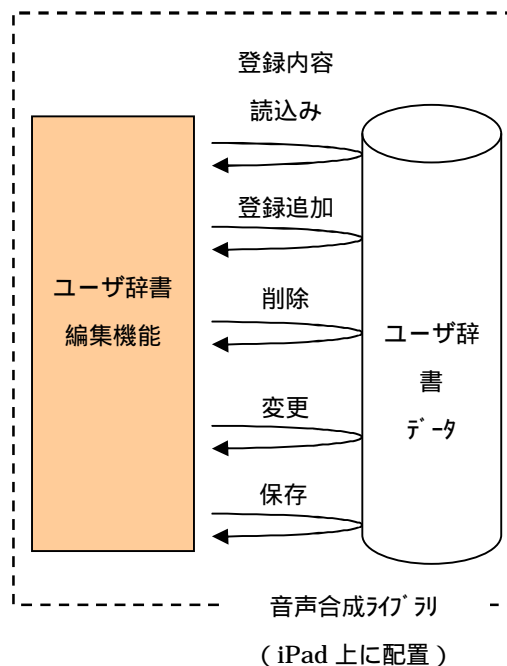 登録内容
読込み
登録追加
ユーザ辞書
編集機能
削除
ユーザ辞
書
ﾃﾞｰﾀ
変更
保存
音声合成ﾗｲﾌﾞﾗﾘ
（iPad 上に配置）